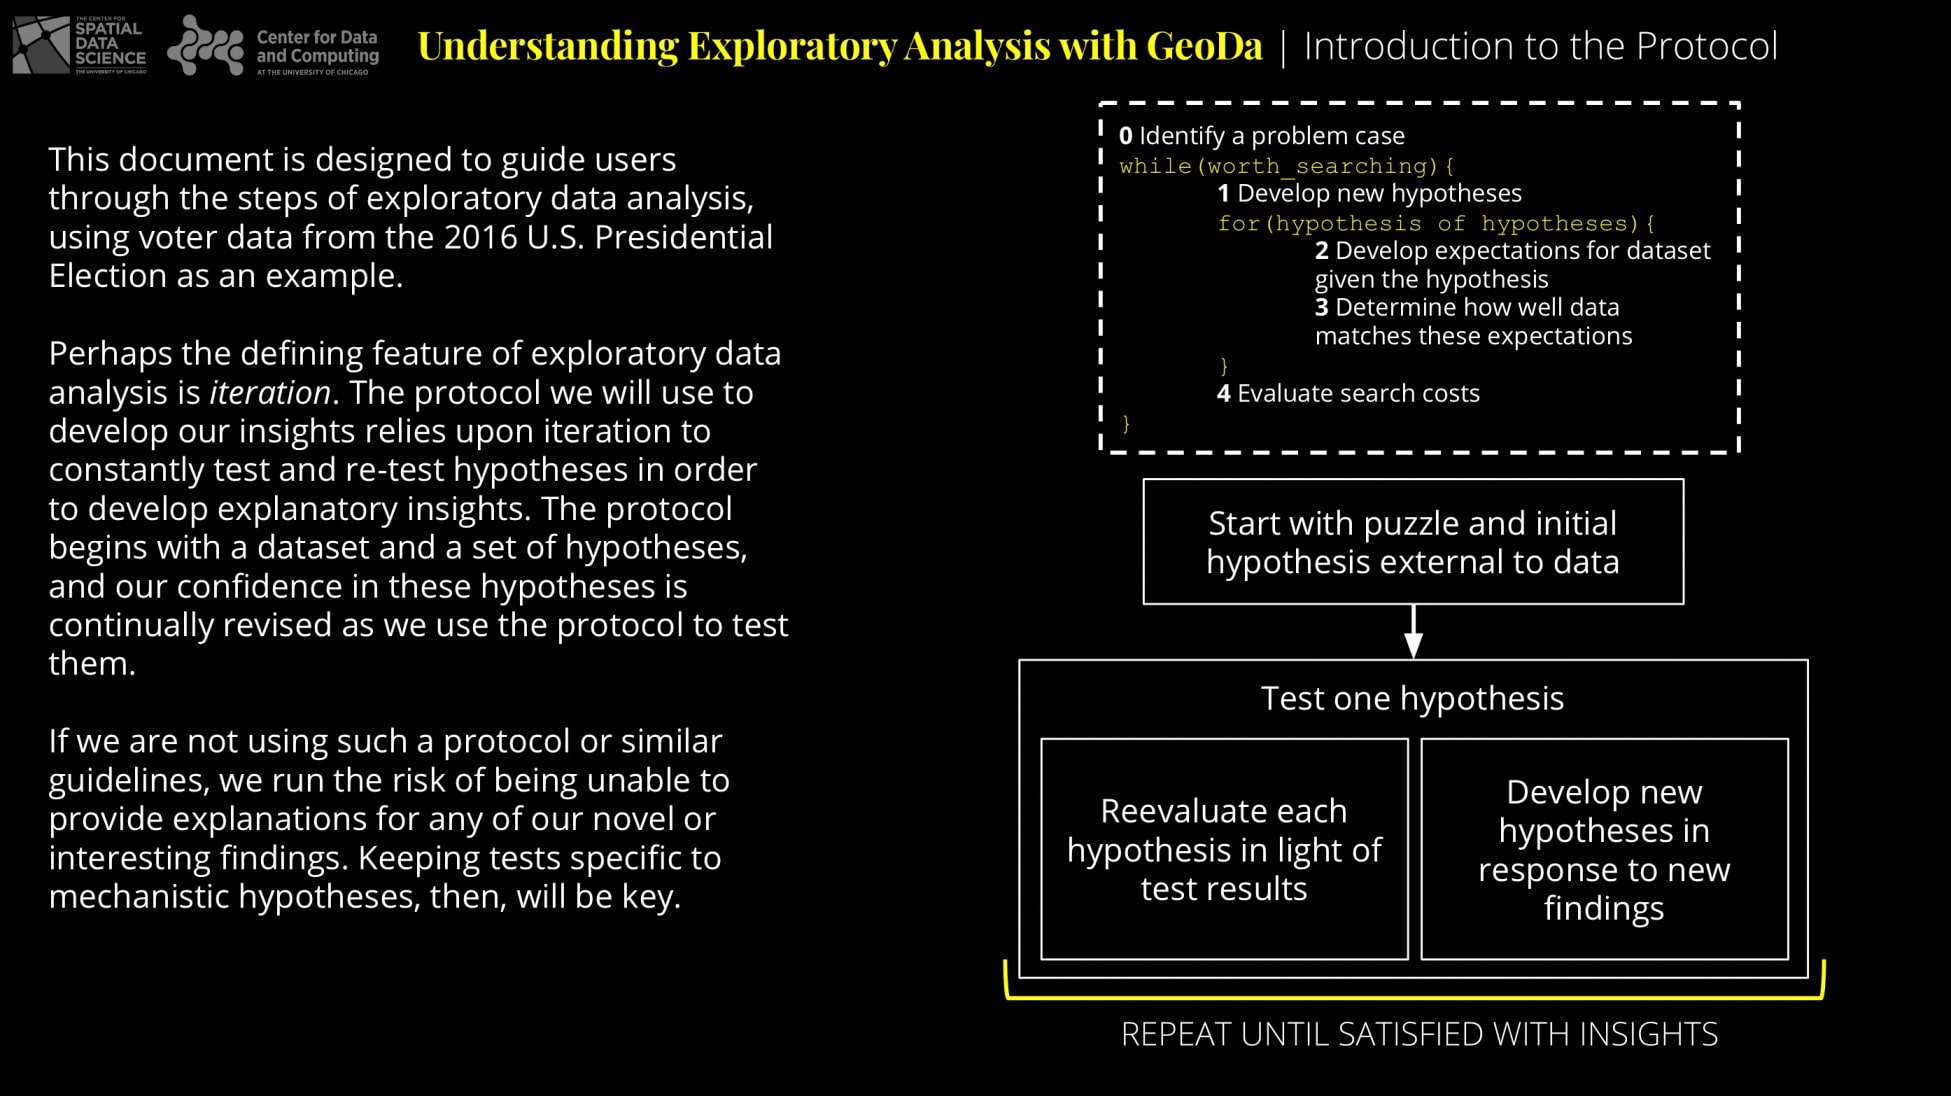 THE CENTER FOR
SPATIAL
DATA
SCIENCE
THE UNIVERSITY OF CHICAGO
Center for Data
and Computing
AT THE UNIVERSITY OF CHICAGO
Understanding Exploratory Analysis with GeoDa | Introduction to the Protocol
This document is designed to guide users
through the steps of exploratory data analysis,
using voter data from the 2016 U.S. Presidential
Election as an example.
Perhaps the defining feature of exploratory data
analysis is iteration. The protocol we will use to
develop our insights relies upon iteration to
constantly test and re-test hypotheses in order
to develop explanatory insights. The protocol
begins with a dataset and a set of hypotheses,
and our confidence in these hypotheses is
continually revised as we use the protocol to test
them.
If we are not using such a protocol or similar
guidelines, we run the risk of being unable to
provide explanations for any of our novel or
interesting findings. Keeping tests specific to
mechanistic hypotheses, then, will be key.
0 Identify a problem case
while(worth_searching){
1 Develop new hypotheses
for(hypothesis of hypotheses){
2 Develop expectations for dataset
given the hypothesis
3 Determine how well data
matches these expectations
}
4 Evaluate search costs
}
Start with puzzle and initial
hypothesis external to data
Test one hypothesis
Reevaluate each
hypothesis in light of
test results
Develop new
hypotheses in
response to new
findings
REPEAT UNTIL SATISFIED WITH INSIGHTS